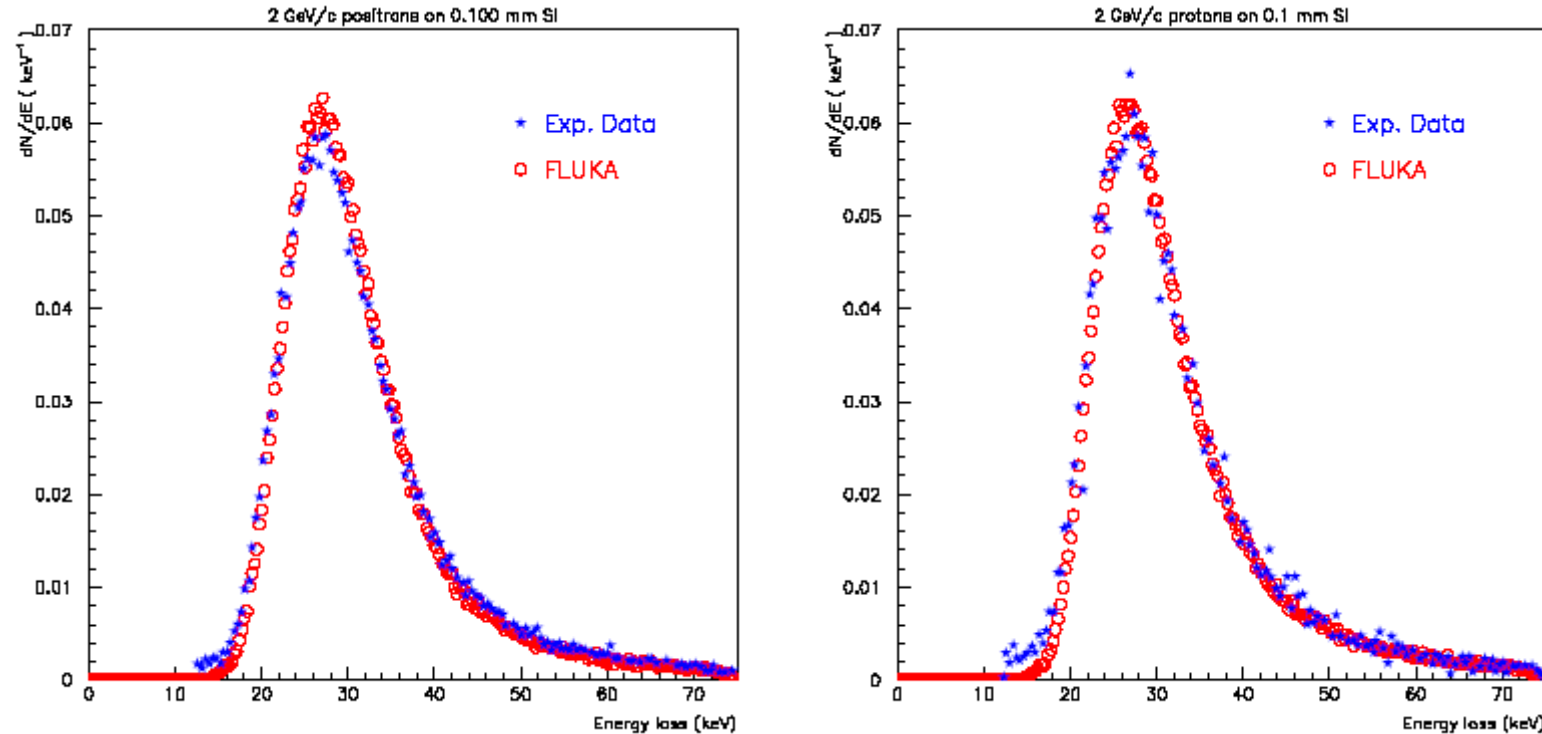 2 GeV/c positrons on 0.100 mm Si
dN/dE ( keV⁻¹ )
0.07
0.06
0.05
0.04
0.03
0.02
0.01
0
Exp. Data
FLUKA
0 10 20 30 40 50 60 70
Energy loss (keV)
2 GeV/c protons on 0.1 mm Si
dN/dE ( keV⁻¹ )
0.07
0.06
0.05
0.04
0.03
0.02
0.01
0
Exp. Data
FLUKA
0 10 20 30 40 50 60 70
Energy loss (keV)